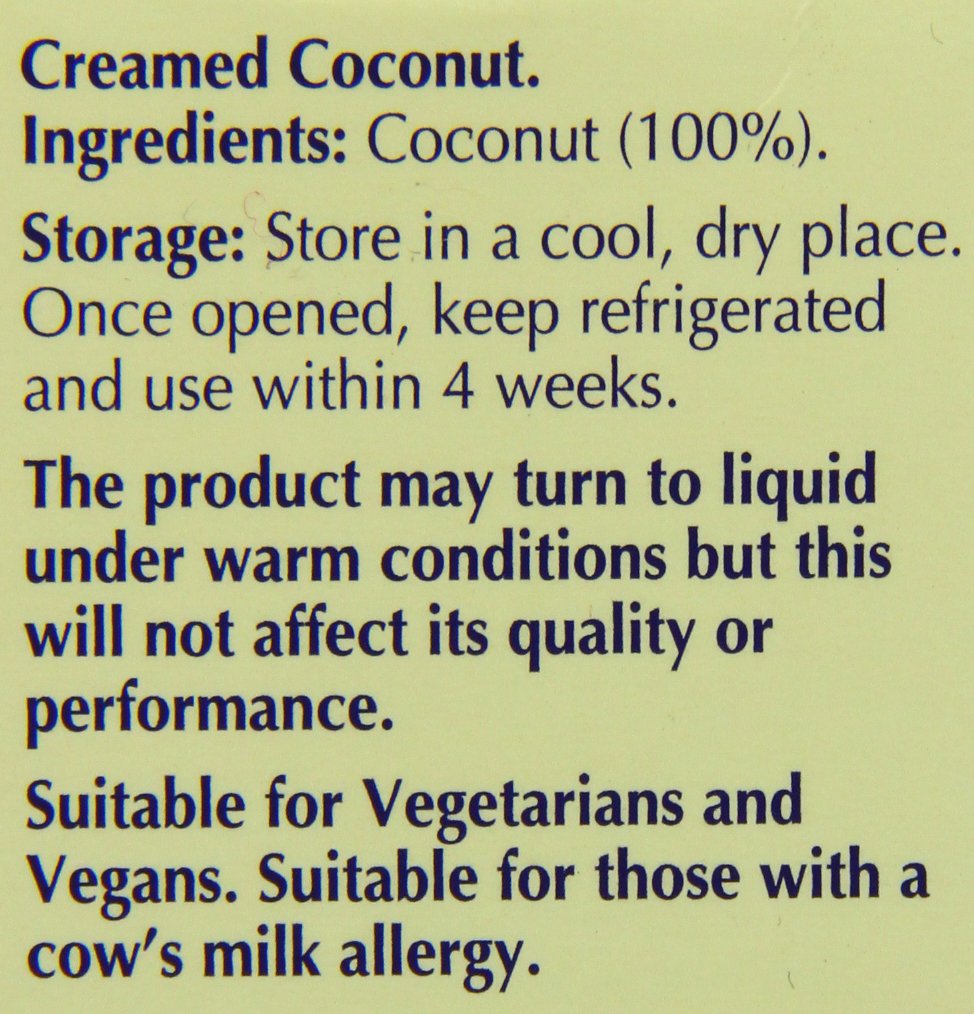 Creamed Coconut.
Ingredients: Coconut (100%).
Storage: Store in a cool, dry place.
Once opened, keep refrigerated
and use within 4 weeks.
The product may turn to liquid
under warm conditions but this
will not affect its quality or
performance.
Suitable for Vegetarians and
Vegans. Suitable for those with a
cow's milk allergy.